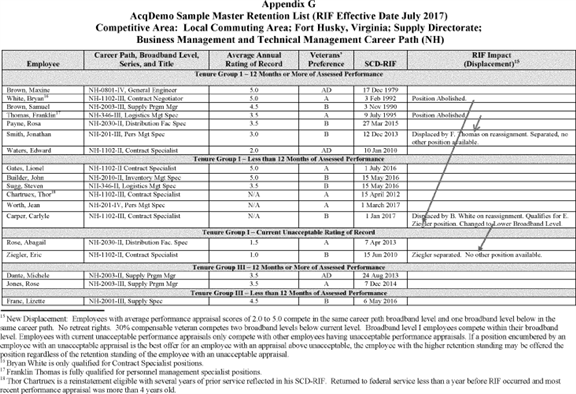 Appendix G
AcqDemo Sample Master Retention List (RIF Effective Date July 2017)
Competitive Area:  Local Commuting Area; Fort Husky, Virginia; Supply Directorate;
Business Management and Technical Management Career Path (NH)
Employee | Career Path, Broadband Level, Series, and Title | Average Annual Rating of Record | Veterans' Preference | SCD-RIF | RIF Impact (Displacement)15
Tenure Group 1 - 12 Months or More of Assessed Performance
Brown, Maxine | NH-0801-IV, General Engineer | 5.0 | AD | 17 Dec 1979
White, Bryan16 | NH-1102-III, Contract Negotiator | 5.0 | A | 3 Feb 1992 | Position Abolished.
Brown, Samuel | NH-2003-III, Supply Prgm Mgr | 4.5 | B | 3 Nov 1990
Thomas, Franklin17 | NH-346-III, Logistics Mgt Spec | 3.5 | A | 9 July 1995 | Position Abolished.
Payne, Rosa | NH-2030-II, Distribution Fac Spec | 3.5 | B | 27 Mar 2015
Smith, Jonathan | NH-201-III, Pers Mgt Spec | 3.0 | B | 12 Dec 2013 | Displaced by F. Thomas on reassignment. Separated, no other position available.
Waters, Edward | NH-1102-II, Contract Specialist | 2.0 | AD | 10 Jan 2010
Tenure Group I – Less than 12 Months of Assessed Performance
Gates, Lionel | NH-1102-II Contract Specialist | 5.0 | A | 1 July 2016
Builder, John | NH-2010-II, Inventory Mgt Spec | 5.0 | B | 15 May 2016
Sugg, Steven | NH-346-II, Logistics Mgt Spec | 3.5 | B | 15 May 2016
Chartruex, Thor18 | NH-1102-III, Contract Specialist | N/A | A | 15 April 2012
Worth, Jean | NH-201-IV, Pers Mgt Spec | N/A | A | 1 March 2017
Carper, Carlyle | NH-1102-III, Contract Specialist | N/A | B | 1 Jan 2017 | Displaced by B. White on reassignment. Qualifies for E. Ziegler position. Changed to Lower Broadband Level.
Tenure Group I – Current Unacceptable Rating of Record
Rose, Abagail | NH-2030-II, Distribution Fac. Spec | 1.5 | A | 7 Apr 2013
Ziegler, Eric | NH-1102-II, Contract Specialist | 1.0 | B | 15 Jun 2010 | Ziegler separated.  No other position available.
Tenure Group III – 12 Months or More of Assessed Performance
Dante, Michele | NH-2003-II, Supply Prgm Mgr | 3.5 | AD | 24 Aug 2013
Jones, Rose | NH-2003-II, Supply Prgm Mgr | 3.5 | A | 7 Dec 2014
Tenure Group III – Less than 12 Months of Assessed Performance
Franc, Lizette | NH-2001-III, Supply Spec | 4.5 | B | 6 May 2016
15 New Displacement:  Employees with average performance appraisal scores of 2.0 to 5.0 compete in the same career path broadband level and one broadband level below in the
same career path.  No retreat rights.  30% compensable veteran competes two broadband levels below current level.  Broadband level I employees compete within their broadband
level. Employees with current unacceptable performance appraisals only compete with other employees having unacceptable performance appraisals. If a position encumbered by an
employee with an unacceptable appraisal is the best offer for an employee with an appraisal above unacceptable, the employee with the higher retention standing may be offered the
position regardless of the retention standing of the employee with an unacceptable appraisal.
16 Bryan White is only qualified for Contract Specialist positions.
17 Franklin Thomas is fully qualified for personnel management specialist positions.
18 Thor Chartruex is a reinstatement eligible with several years of prior service reflected in his SCD-RIF.  Returned to federal service less than a year before RIF occurred and most
recent performance appraisal was more than 4 years old.